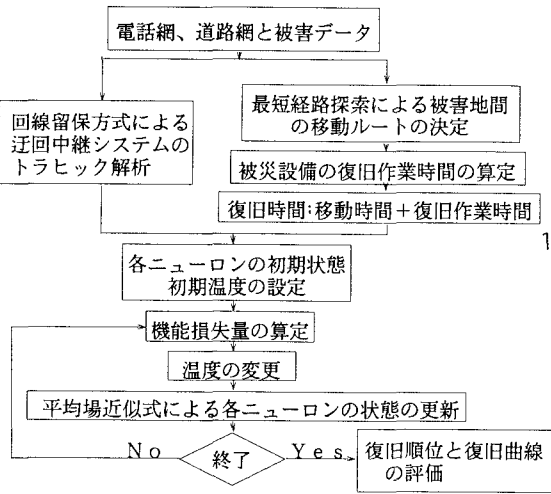 電話網、道路網と被害データ
回線留保方式による
迂回中継システムの
トラヒック解析
最短経路探索による被害地間
の移動ルートの決定
被災設備の復旧作業時間の算定
復旧時間:移動時間+復旧作業時間
1
各ニューロンの初期状態
初期温度の設定
機能損失量の算定
温度の変更
平均場近似式による各ニューロンの状態の更新
No
終了
Yes
復旧順位と復旧曲線
の評価